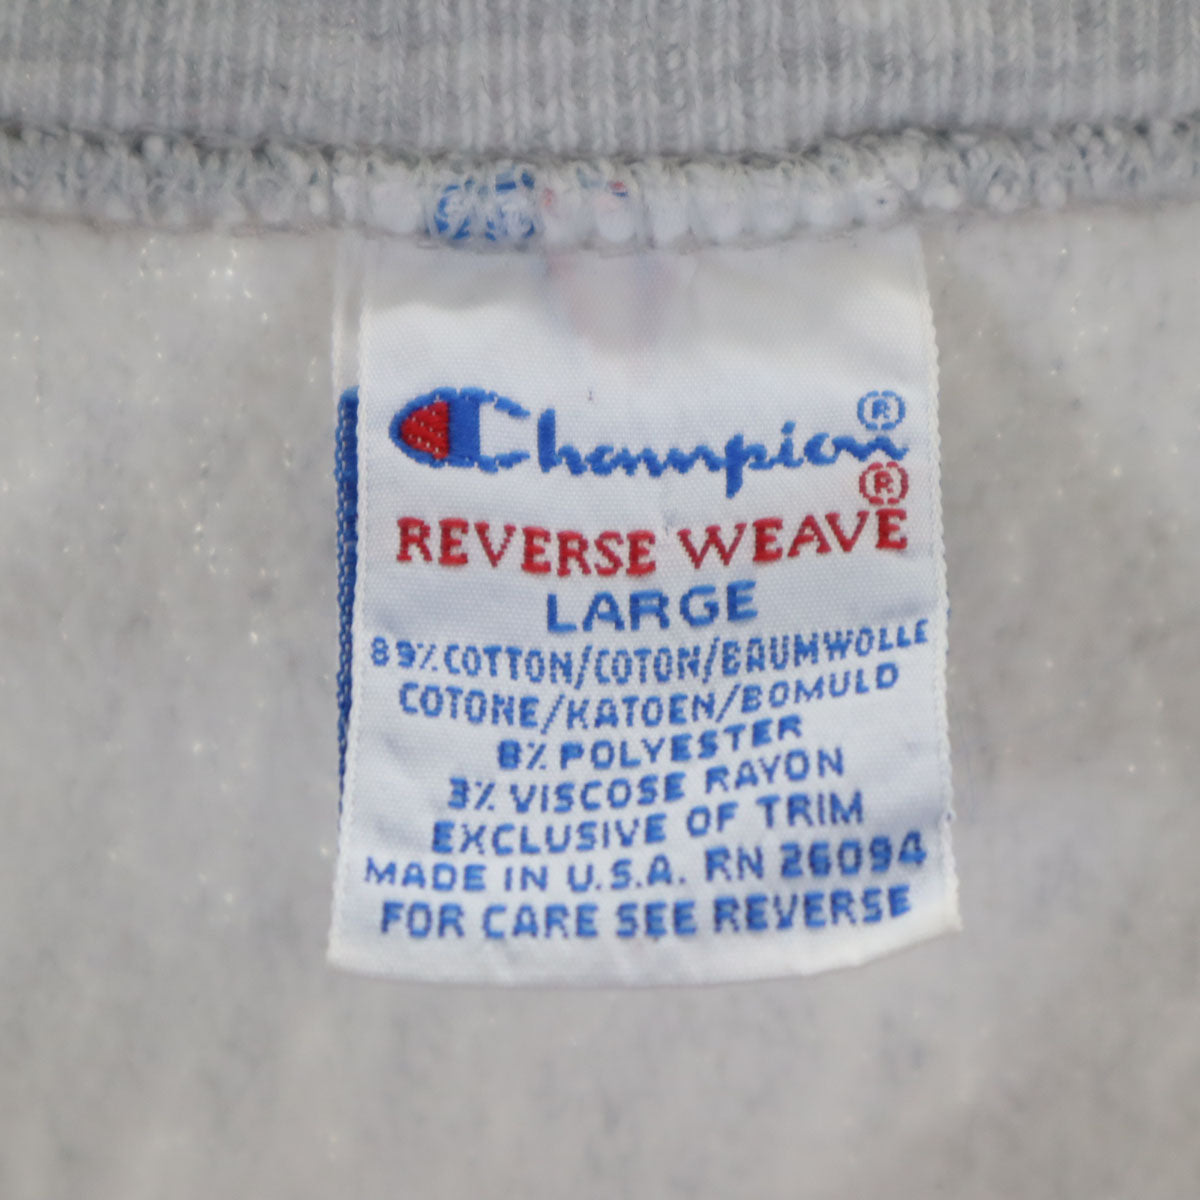 Champion®
®
REVERSE WEAVE
LARGE
89% COTTON/COTON/BAUMWOLLE
COTONE/KATOEN/BOMULD
8% POLYESTER
3% VISCOSE RAYON
EXCLUSIVE OF TRIM
MADE IN U.S.A. RN 26094
FOR CARE SEE REVERSE